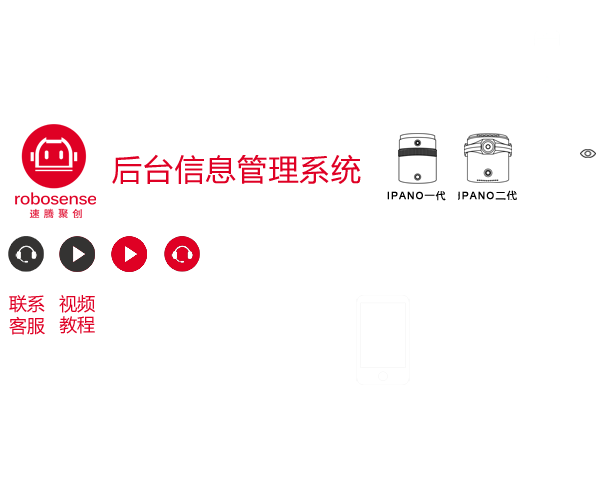 robosense
速腾聚创
后台信息管理系统
IPANO一代
IPANO二代
联系
客服
视频
教程